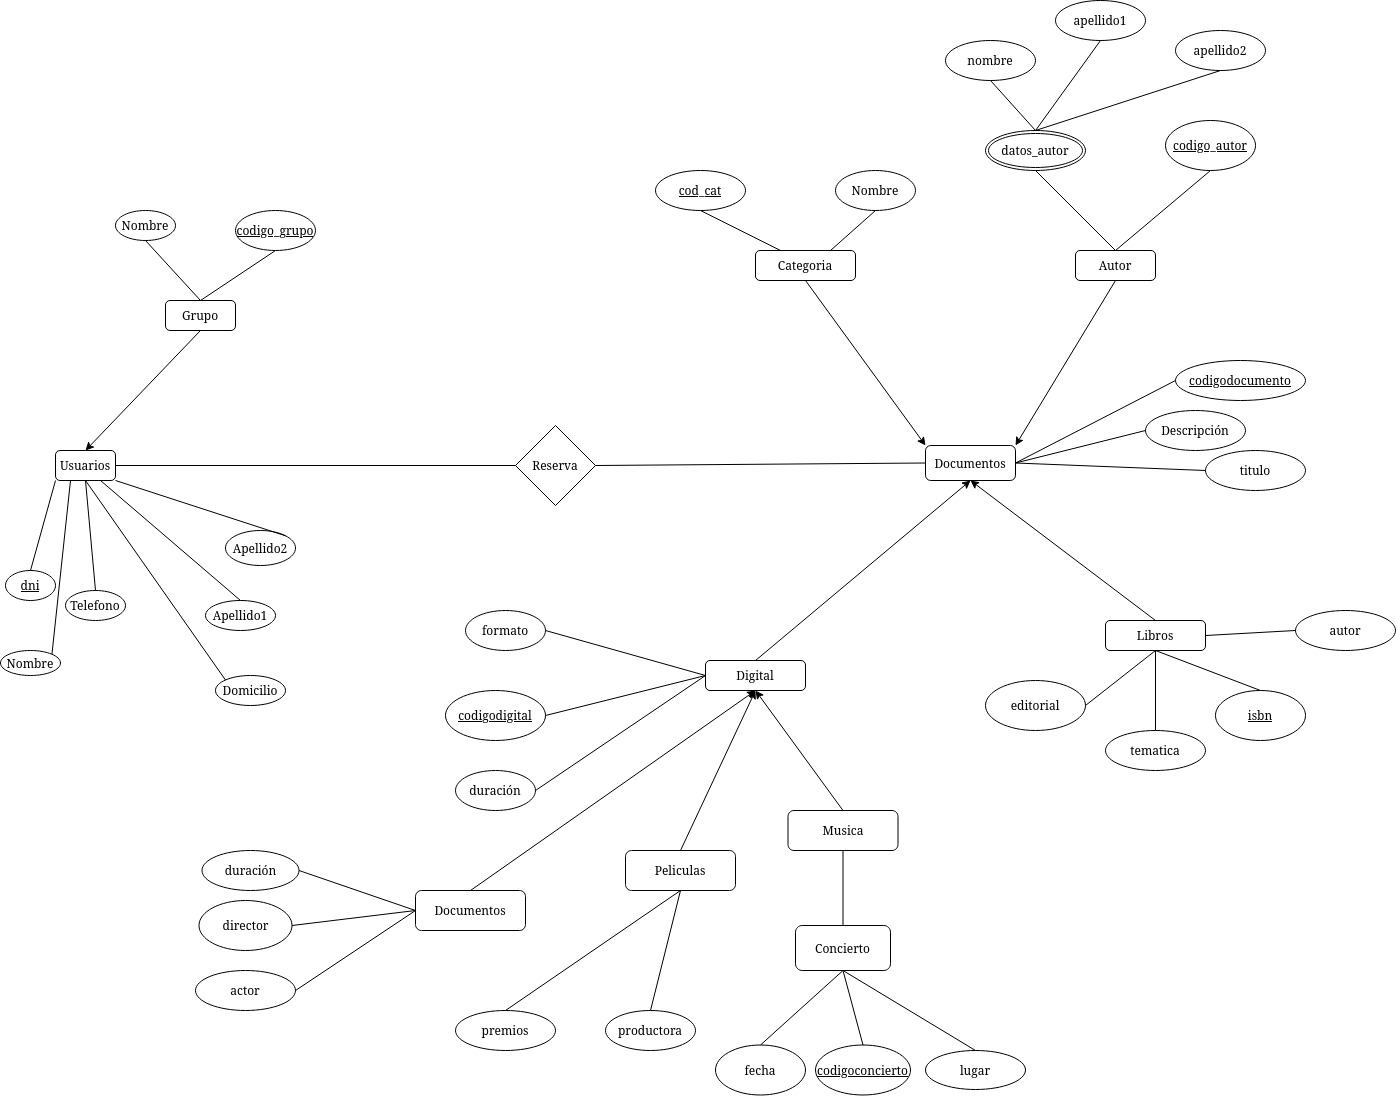 apellido1
apellido2
nombre
codigo_autor
datos_autor
cod_cat
Nombre
Nombre
codigo_grupo
Categoria
Autor
Grupo
codigodocumento
Descripción
Usuarios
Reserva
Documentos
titulo
Apellido2
dni
Telefono
Apellido1
Nombre
Domicilio
formato
Libros
autor
Digital
codigodigital
editorial
isbn
tematica
duración
Musica
duración
Peliculas
Documentos
director
Concierto
actor
premios
productora
fecha
codigoconcierto
lugar